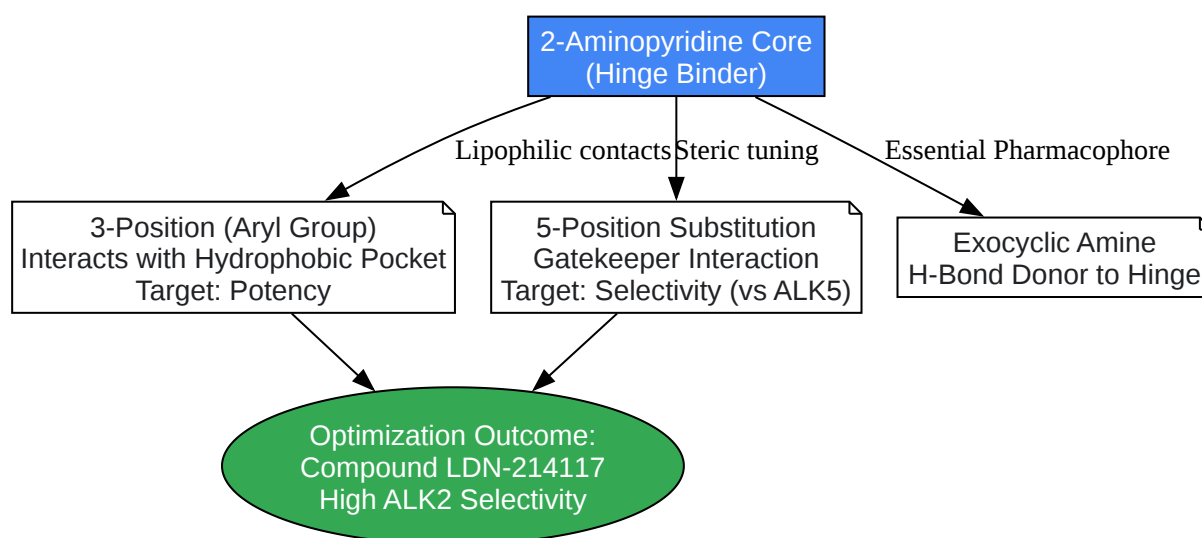 2-Aminopyridine Core
(Hinge Binder)
Lipophilic contacts
Steric tuning
Essential Pharmacophore
3-Position (Aryl Group)
Interacts with Hydrophobic Pocket
Target: Potency
5-Position Substitution
Gatekeeper Interaction
Target: Selectivity (vs ALK5)
Exocyclic Amine
H-Bond Donor to Hinge
Optimization Outcome:
Compound LDN-214117
High ALK2 Selectivity